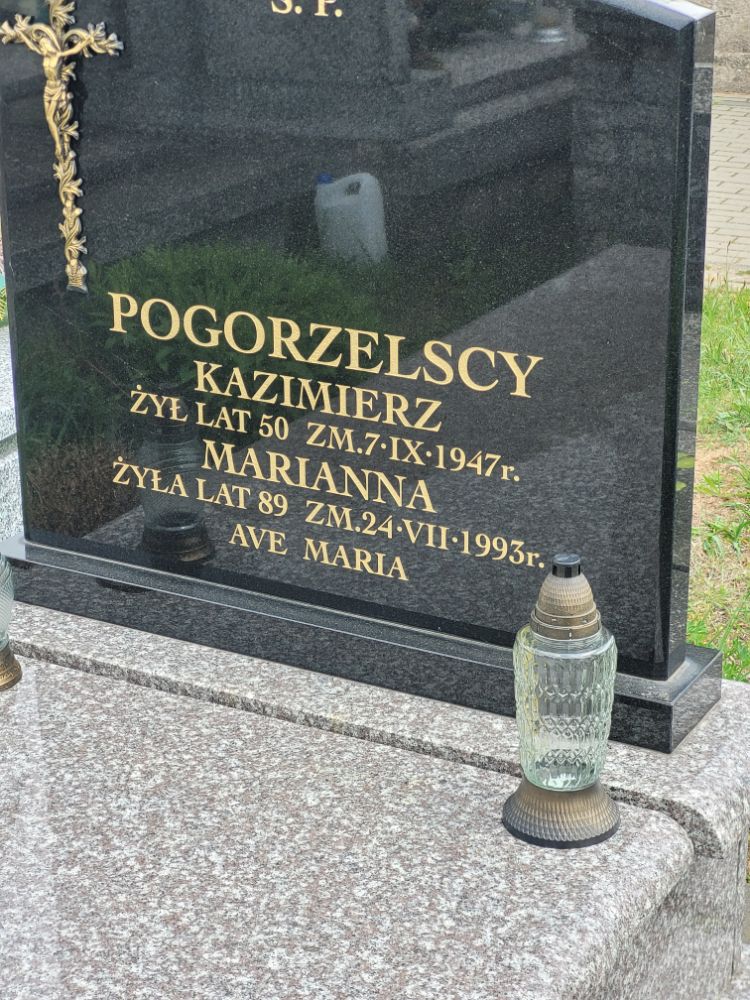 Ś. P.
POGORZELSCY
KAZIMIERZ
ŻYŁ LAT 50 ZM.7·IX·1947r.
MARIANNA
ŻYŁA LAT 89 ZM.24·VII·1993r.
AVE MARIA